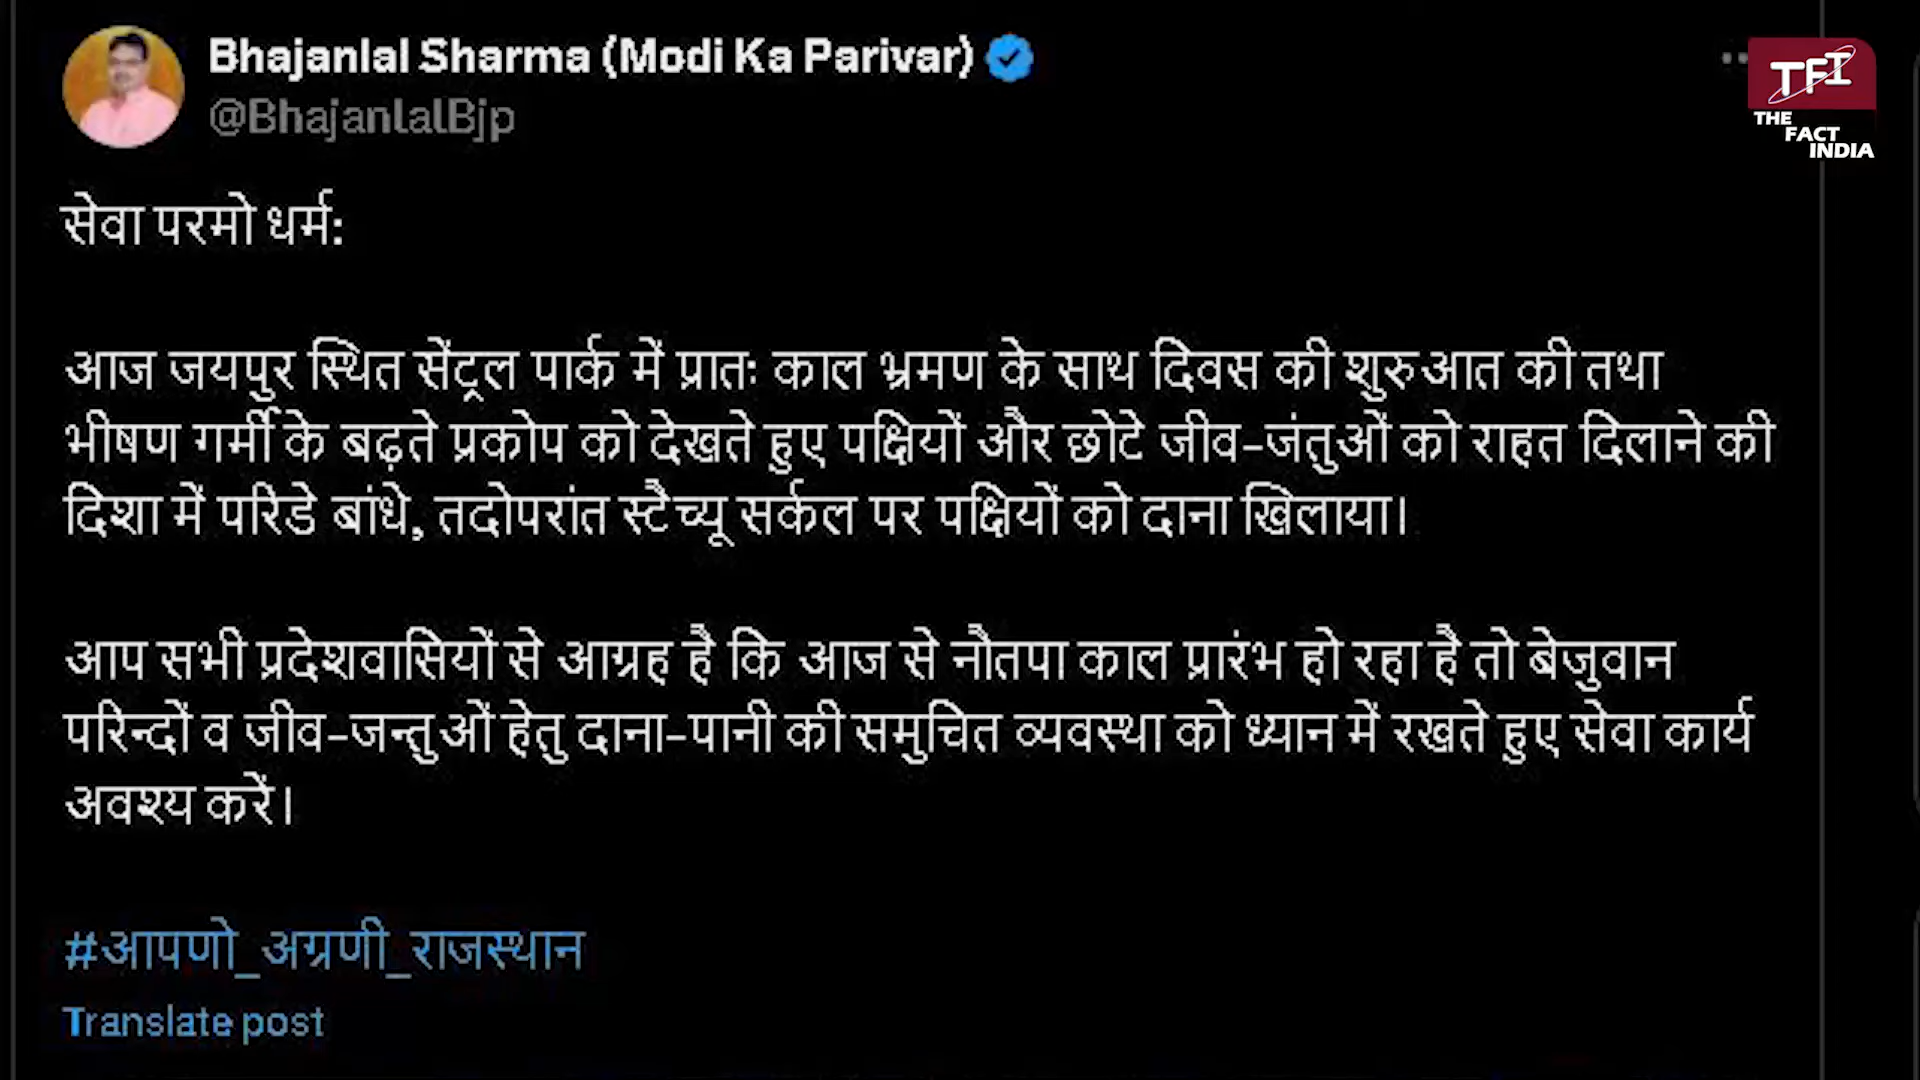 Bhajanlal Sharma (Modi Ka Parivar)
@BhajanlalBjp
TFI
THE
FACT
INDIA
सेवा परमो धर्म:
आज जयपुर स्थित सेंट्रल पार्क में प्रातः काल भ्रमण के साथ दिवस की शुरुआत की तथा
भीषण गर्मी के बढ़ते प्रकोप को देखते हुए पक्षियों और छोटे जीव-जंतुओं को राहत दिलाने की
दिशा में परिंडे बांधे, तदोपरांत स्टैच्यू सर्कल पर पक्षियों को दाना खिलाया।
आप सभी प्रदेशवासियों से आग्रह है कि आज से नौतपा काल प्रारंभ हो रहा है तो बेजुवान
परिन्दों व जीव-जन्तुओं हेतु दाना-पानी की समुचित व्यवस्था को ध्यान में रखते हुए सेवा कार्य
अवश्य करें।
#आपणो_अग्रणी_राजस्थान
Translate post